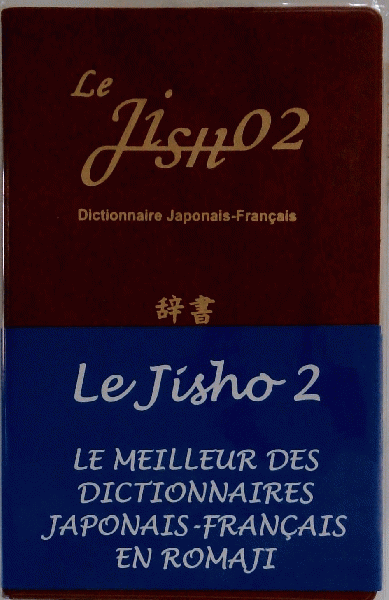 Le
Jisho2
Dictionnaire Japonais-Français
辞書
Le Jisho 2
LE MEILLEUR DES
DICTIONNAIRES
JAPONAIS-FRANÇAIS
EN ROMAJI